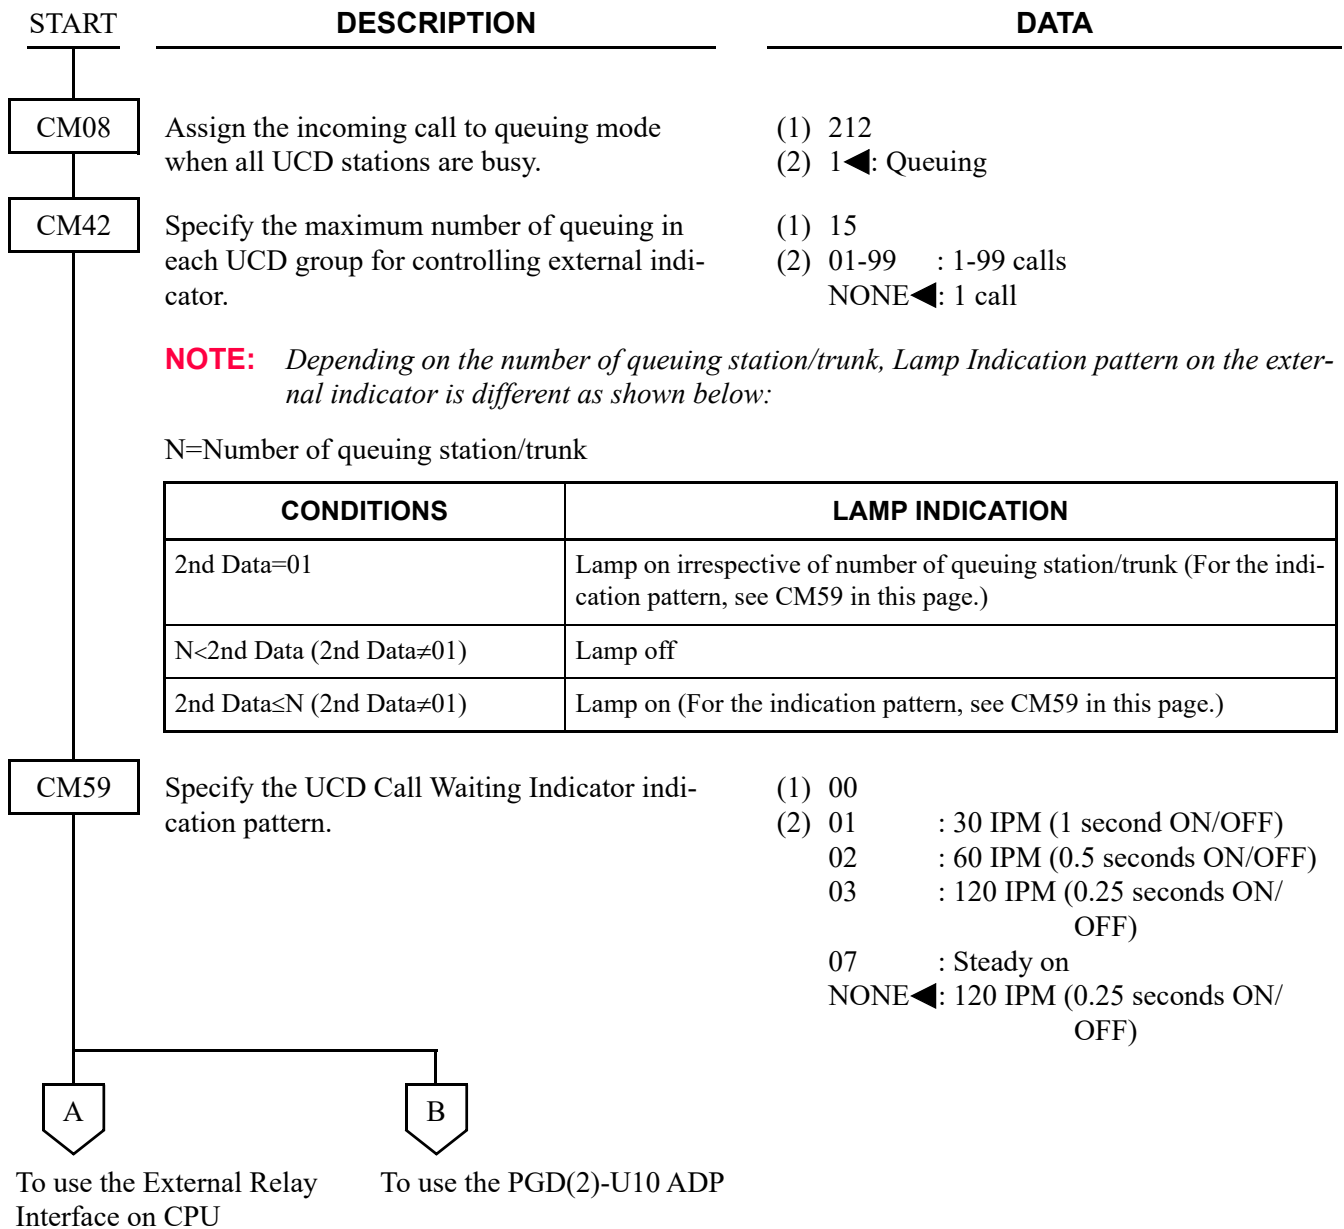 START DESCRIPTION DATA
CM08 Assign the incoming call to queuing mode (1) 212
when all UCD stations are busy. (2) 1◀: Queuing
CM42 Specify the maximum number of queuing in (1) 15
each UCD group for controlling external indi- (2) 01-99 : 1-99 calls
cator. NONE◀: 1 call
NOTE: Depending on the number of queuing station/trunk, Lamp Indication pattern on the exter-
nal indicator is different as shown below:
N=Number of queuing station/trunk
CONDITIONS LAMP INDICATION
2nd Data=01 Lamp on irrespective of number of queuing station/trunk (For the indi-
cation pattern, see CM59 in this page.)
N<2nd Data (2nd Data≠01) Lamp off
2nd Data≤N (2nd Data≠01) Lamp on (For the indication pattern, see CM59 in this page.)
CM59 Specify the UCD Call Waiting Indicator indi- (1) 00
cation pattern. (2) 01 : 30 IPM (1 second ON/OFF)
02 : 60 IPM (0.5 seconds ON/OFF)
03 : 120 IPM (0.25 seconds ON/
OFF)
07 : Steady on
NONE◀: 120 IPM (0.25 seconds ON/
OFF)
A B
To use the External Relay To use the PGD(2)-U10 ADP
Interface on CPU